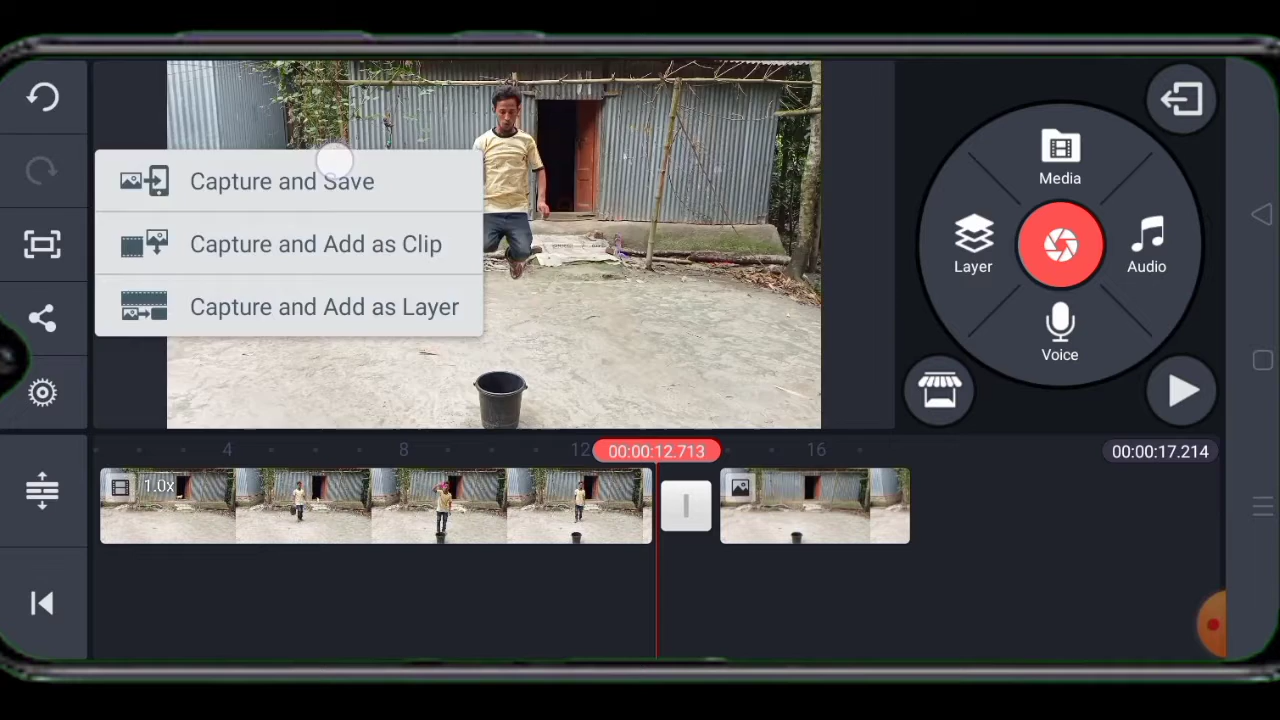 Capture and Save
Capture and Add as Clip
Capture and Add as Layer
Media
Layer
Audio
Voice
4
8
12
00:00:12.713
16
00:00:17.214
1.0x